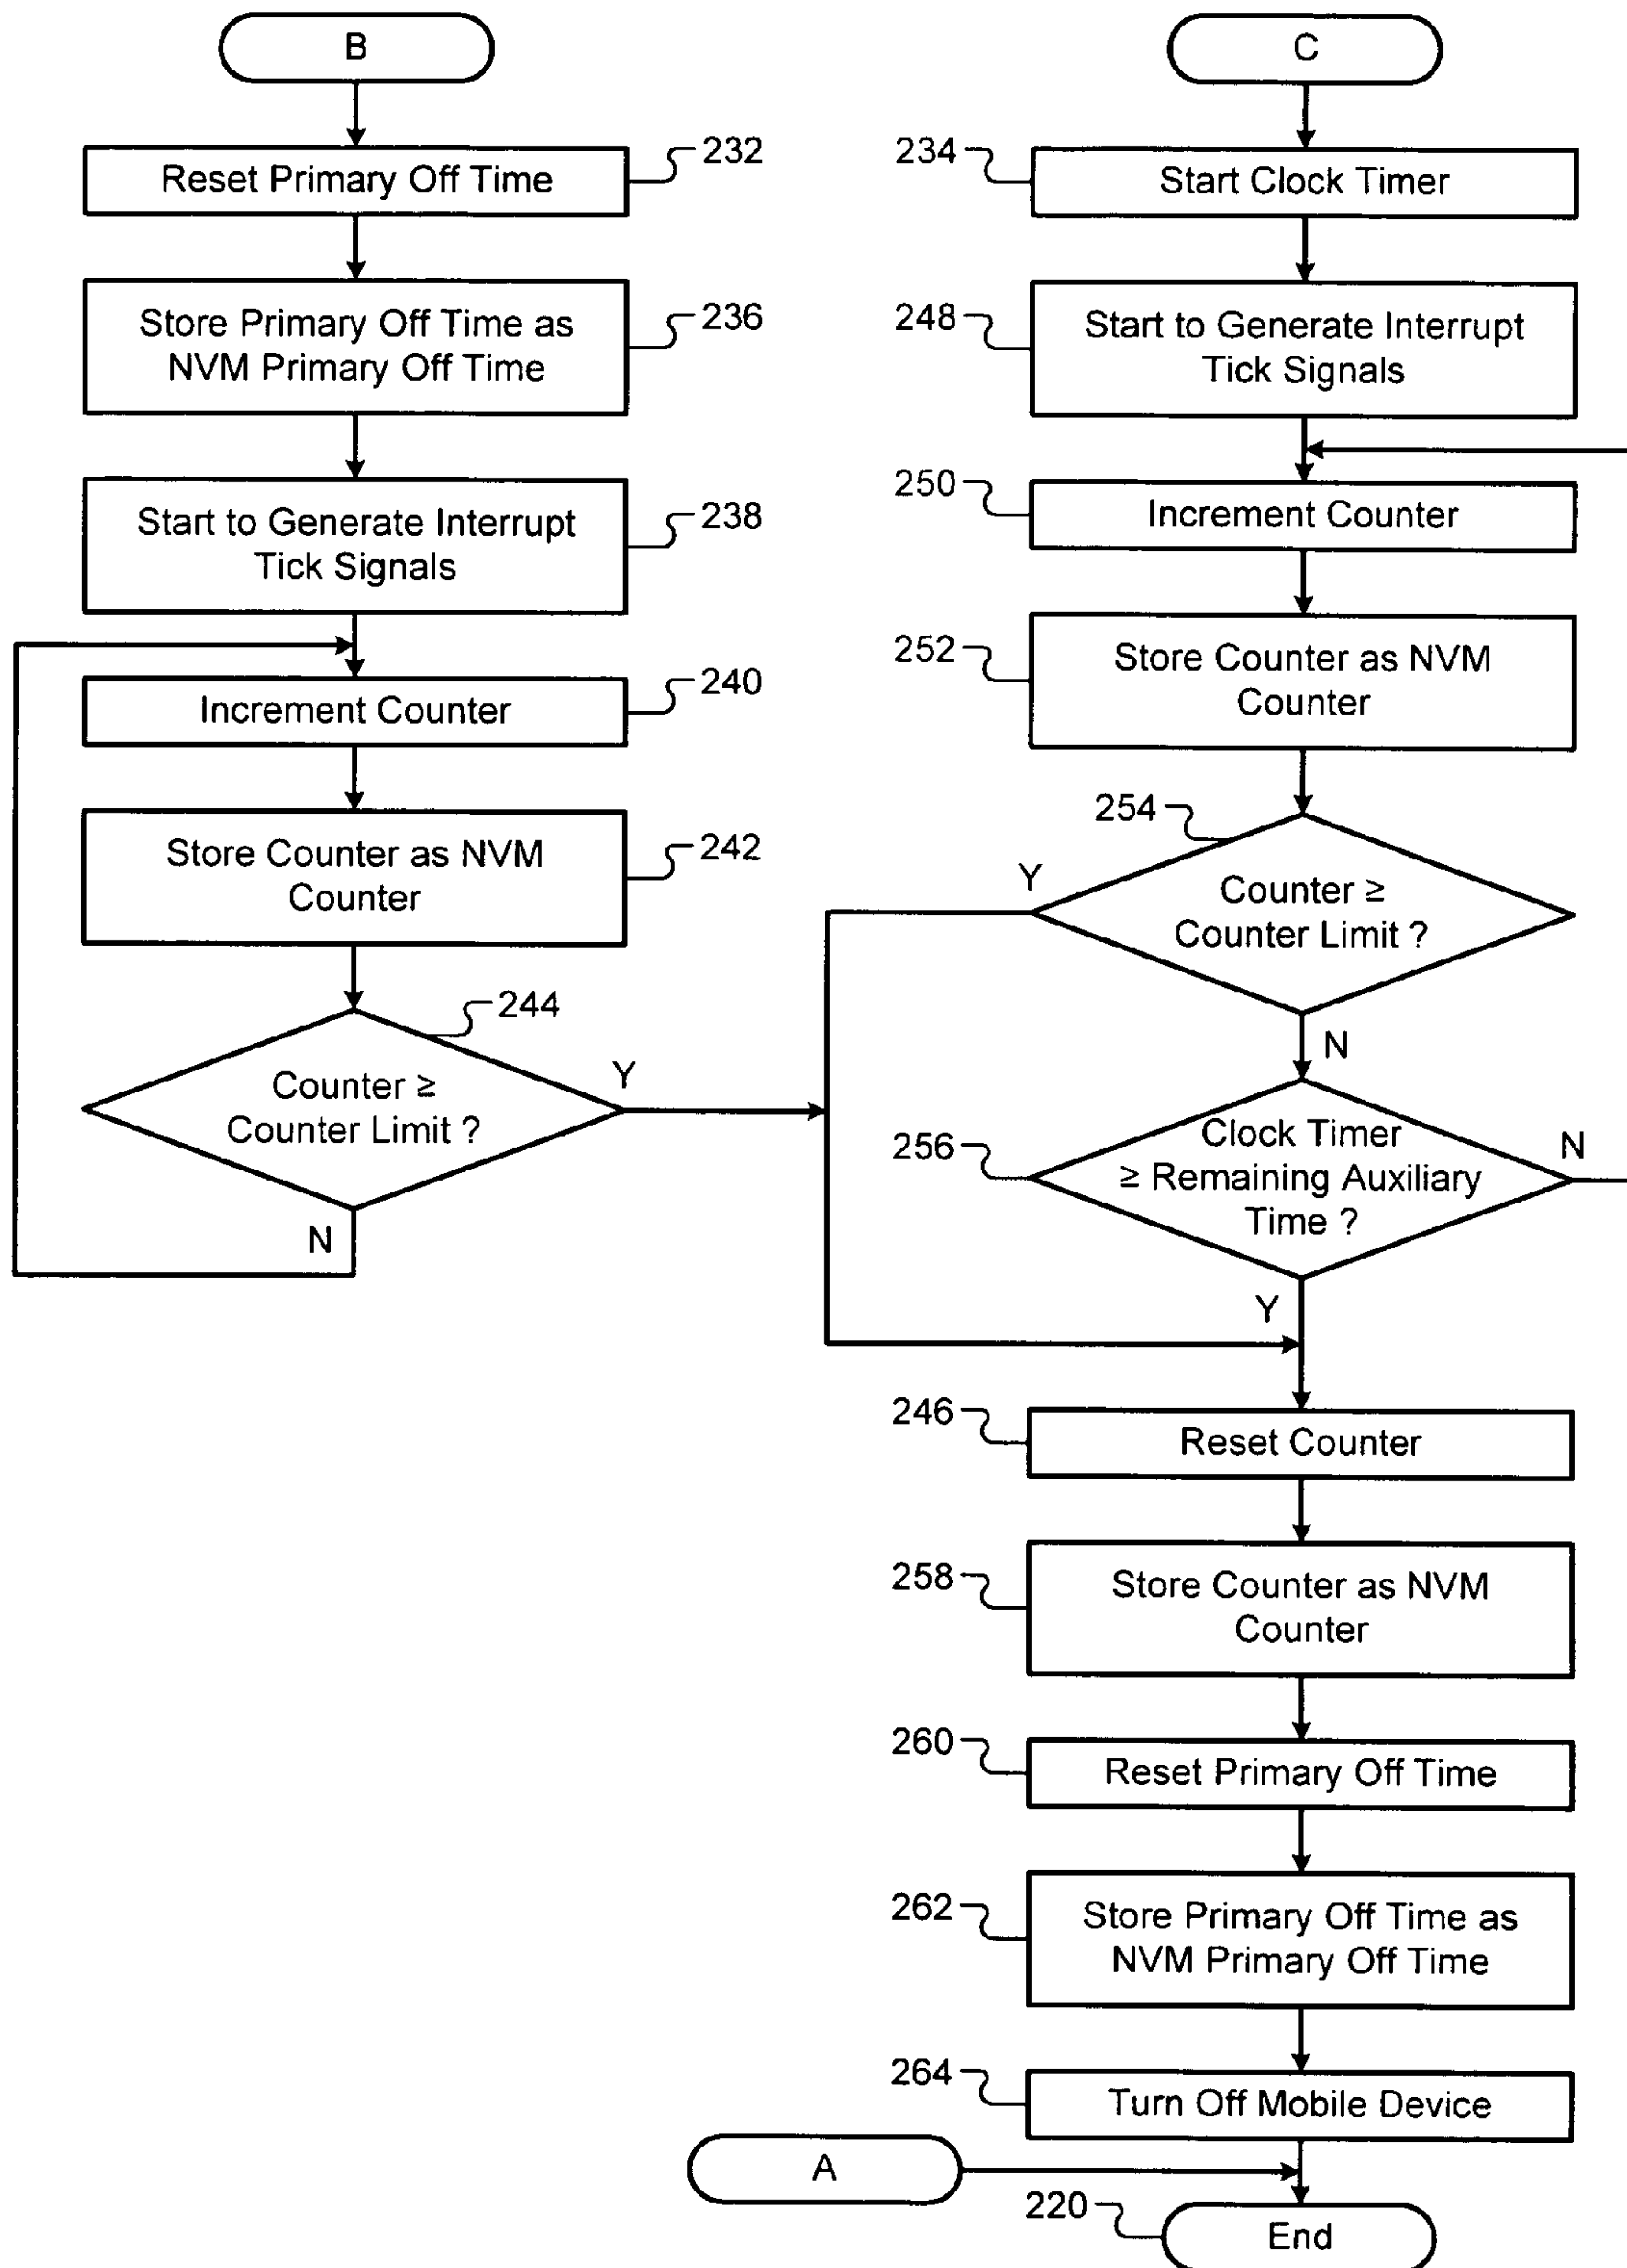 B
232
Reset Primary Off Time
236
Store Primary Off Time as
NVM Primary Off Time
238
Start to Generate Interrupt
Tick Signals
240
Increment Counter
242
Store Counter as NVM
Counter
244
Counter ≥
Counter Limit ?
Y
N
C
234
Start Clock Timer
248
Start to Generate Interrupt
Tick Signals
250
Increment Counter
252
Store Counter as NVM
Counter
254
Y
Counter ≥
Counter Limit ?
N
256
Clock Timer
≥ Remaining Auxiliary
Time ?
N
Y
246
Reset Counter
258
Store Counter as NVM
Counter
260
Reset Primary Off Time
262
Store Primary Off Time as
NVM Primary Off Time
264
Turn Off Mobile Device
A
220
End